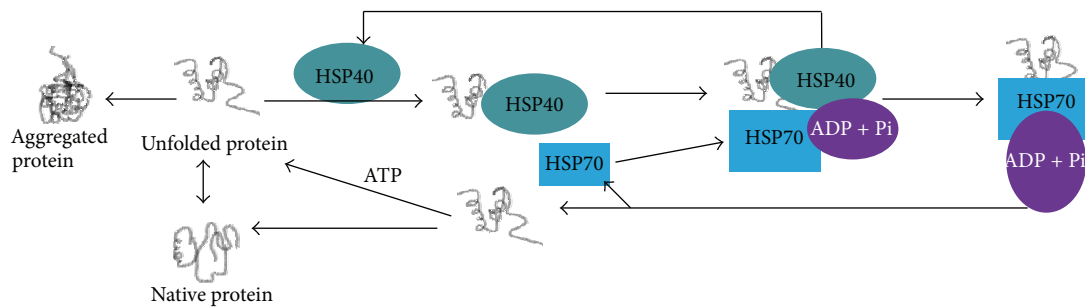 HSP40
HSP40
HSP40
HSP70
ADP + Pi
HSP70
ADP + Pi
HSP70
Aggregated
protein
Unfolded protein
ATP
Native protein